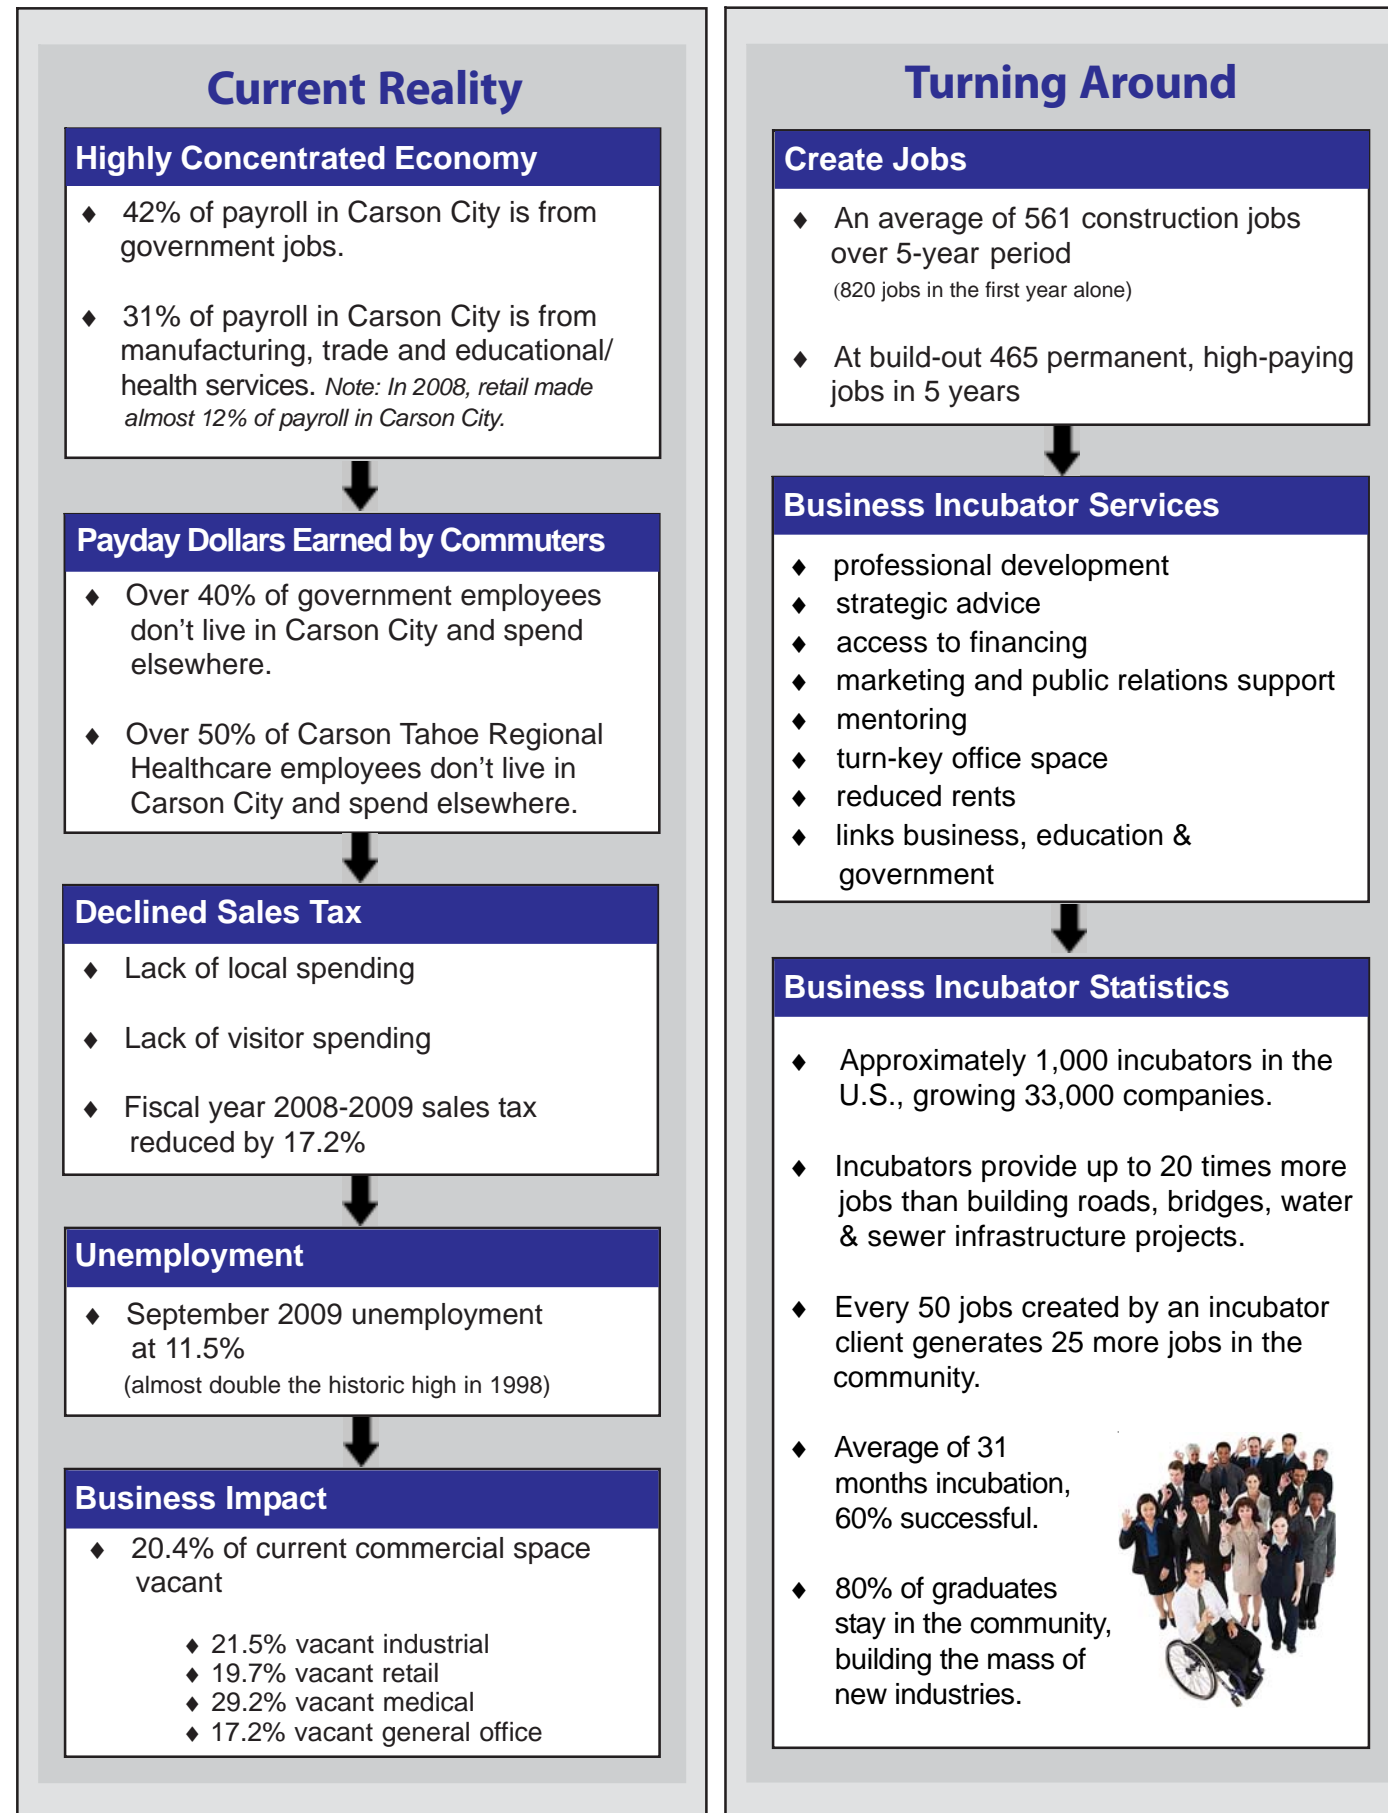 Current Reality
Highly Concentrated Economy
♦ 42% of payroll in Carson City is from
government jobs.
♦ 31% of payroll in Carson City is from
manufacturing, trade and educational/
health services. Note: In 2008, retail made
almost 12% of payroll in Carson City.
Payday Dollars Earned by Commuters
♦ Over 40% of government employees
don’t live in Carson City and spend
elsewhere.
♦ Over 50% of Carson Tahoe Regional
Healthcare employees don’t live in
Carson City and spend elsewhere.
Declined Sales Tax
♦ Lack of local spending
♦ Lack of visitor spending
♦ Fiscal year 2008-2009 sales tax
reduced by 17.2%
Unemployment
♦ September 2009 unemployment
at 11.5%
(almost double the historic high in 1998)
Business Impact
♦ 20.4% of current commercial space
vacant
♦ 21.5% vacant industrial
♦ 19.7% vacant retail
♦ 29.2% vacant medical
♦ 17.2% vacant general office
Turning Around
Create Jobs
♦ An average of 561 construction jobs
over 5-year period
(820 jobs in the first year alone)
♦ At build-out 465 permanent, high-paying
jobs in 5 years
Business Incubator Services
♦ professional development
♦ strategic advice
♦ access to financing
♦ marketing and public relations support
♦ mentoring
♦ turn-key office space
♦ reduced rents
♦ links business, education &
government
Business Incubator Statistics
♦ Approximately 1,000 incubators in the
U.S., growing 33,000 companies.
♦ Incubators provide up to 20 times more
jobs than building roads, bridges, water
& sewer infrastructure projects.
♦ Every 50 jobs created by an incubator
client generates 25 more jobs in the
community.
♦ Average of 31
months incubation,
60% successful.
♦ 80% of graduates
stay in the community,
building the mass of
new industries.